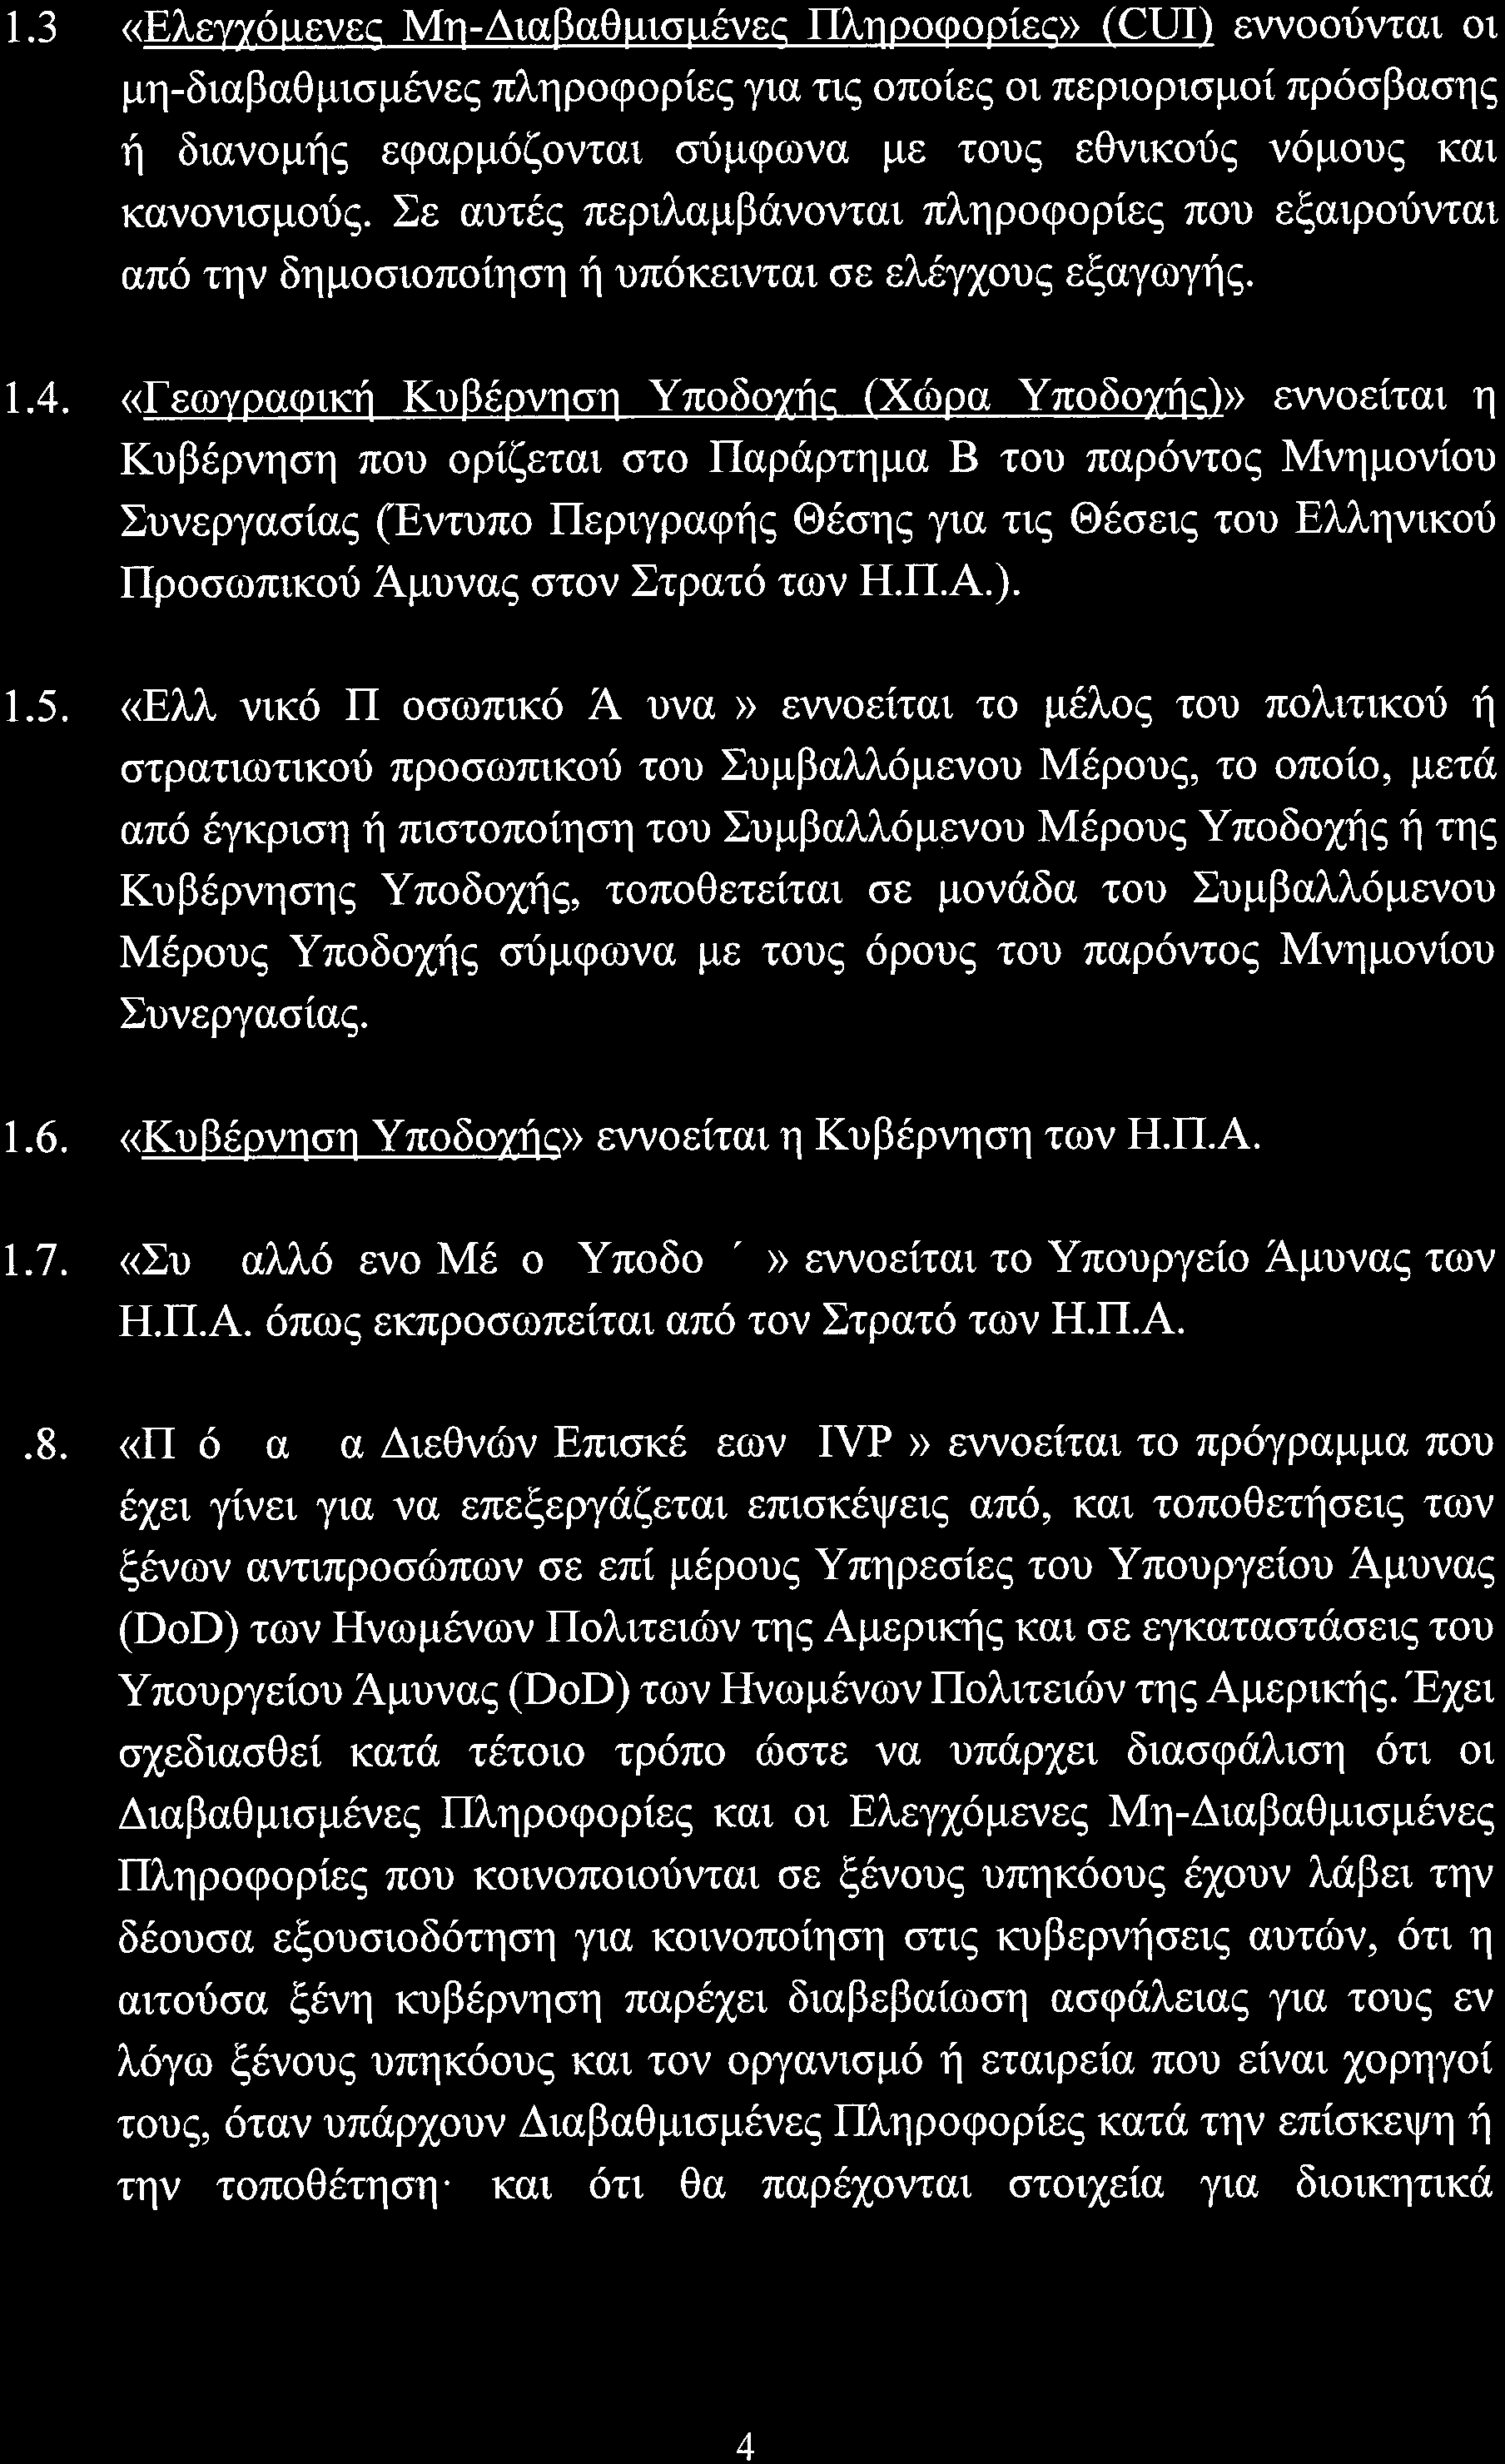 1.3 «Ελεγχόμενες Μη-Διαβαθμισμένες Πληροφορίες» (CUI) εννοούνται οι
μη-διαβαθμισμένες πληροφορίες για τις οποίες οι περιορισμοί πρόσβασης
ή διανομής εφαρμόζονται σύμφωνα με τους εθνικούς νόμους και
κανονισμούς. Σε αυτές περιλαμβάνονται πληροφορίες που εξαιρούνται
από την δημοσιοποίηση ή υπόκεινται σε ελέγχους εξαγωγής.
1.4. «Γεωγραφική Κυβέρνηση Υποδοχής (Χώρα Υποδοχής)» εννοείται η
Κυβέρνηση που ορίζεται στο Παράρτημα Β του παρόντος Μνημονίου
Συνεργασίας (Έντυπο Περιγραφής Θέσης για τις Θέσεις του Ελληνικού
Προσωπικού Άμυνας στον Στρατό των Η.Π.Α.).
1.5. «Ελλ νικό Π οσωπικό Ά υνα » εννοείται το μέλος του πολιτικού ή
στρατιωτικού προσωπικού του Συμβαλλόμενου Μέρους, το οποίο, μετά
από έγκριση ή πιστοποίηση του Συμβαλλόμενου Μέρους Υποδοχής ή της
Κυβέρνησης Υποδοχής, τοποθετείται σε μονάδα του Συμβαλλόμενου
Μέρους Υποδοχής σύμφωνα με τους όρους του παρόντος Μνημονίου
Συνεργασίας.
1.6. «Κυβέρνηση Υποδοχής» εννοείται η Κυβέρνηση των Η.Π.Α.
1.7. «Συ αλλό ενο Μέ ο Υποδο ΄ » εννοείται το Υπουργείο Άμυνας των
Η.Π.Α. όπως εκπροσωπείται από τον Στρατό των Η.Π.Α.
.8. «Π ό α α Διεθνών Επισκέ εων IVP » εννοείται το πρόγραμμα που
έχει γίνει για να επεξεργάζεται επισκέψεις από, και τοποθετήσεις των
ξένων αντιπροσώπων σε επί μέρους Υπηρεσίες του Υπουργείου Άμυνας
(DoD) των Ηνωμένων Πολιτειών της Αμερικής και σε εγκαταστάσεις του
Υπουργείου Άμυνας (DoD) των Ηνωμένων Πολιτειών της Αμερικής. Έχει
σχεδιασθεί κατά τέτοιο τρόπο ώστε να υπάρχει διασφάλιση ότι οι
Διαβαθμισμένες Πληροφορίες και οι Ελεγχόμενες Μη-Διαβαθμισμένες
Πληροφορίες που κοινοποιούνται σε ξένους υπηκόους έχουν λάβει την
δέουσα εξουσιοδότηση για κοινοποίηση στις κυβερνήσεις αυτών, ότι η
αιτούσα ξένη κυβέρνηση παρέχει διαβεβαίωση ασφάλειας για τους εν
λόγω ξένους υπηκόους και τον οργανισμό ή εταιρεία που είναι χορηγοί
τους, όταν υπάρχουν Διαβαθμισμένες Πληροφορίες κατά την επίσκεψη ή
την τοποθέτηση· και ότι θα παρέχονται στοιχεία για διοικητικά
4